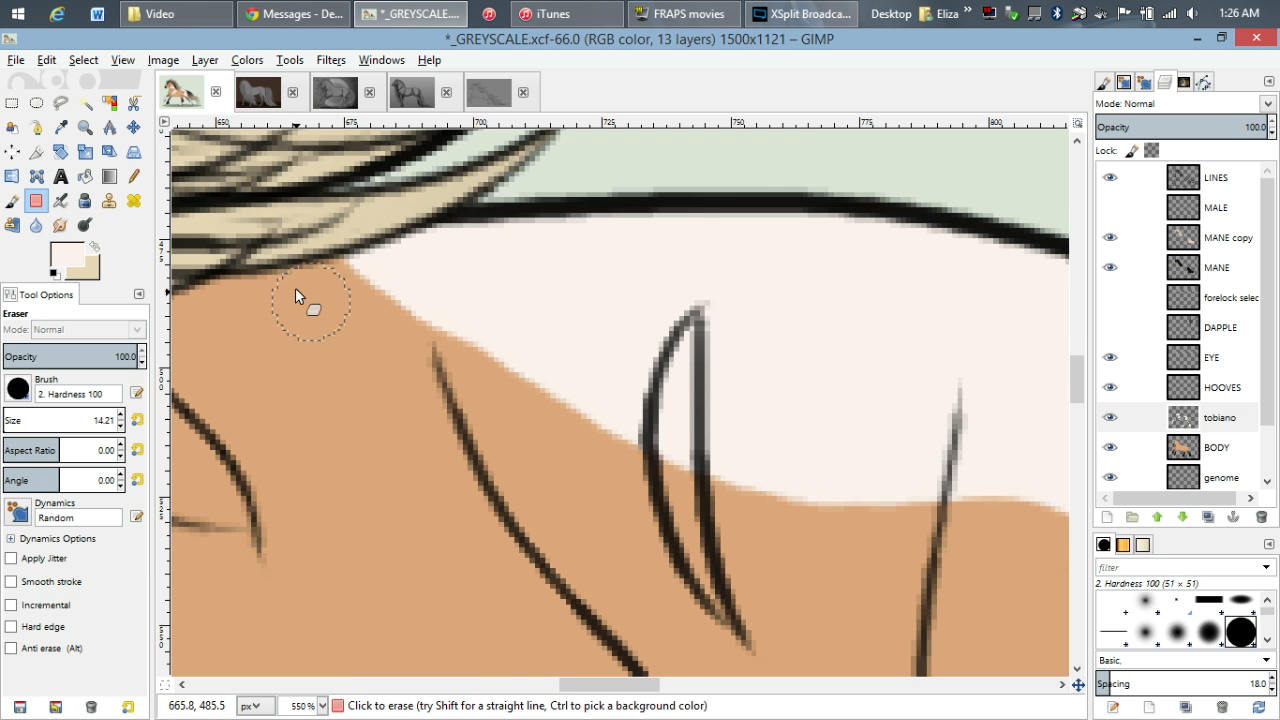 Video
Messages - De...
*_GREYSCALE....
iTunes
FRAPS movies
XSplit Broadca...
Desktop
Eliza
»
1:26 AM
*_GREYSCALE.xcf-66.0 (RGB color, 13 layers) 1500x1121 – GIMP
File Edit Select View Image Layer Colors Tools Filters Windows Help
650 675 700 725 750 775 800
475
500
525
550
Tool Options
Eraser
Mode: Normal
Opacity 100.0
Brush
2. Hardness 100
Size 14.21
Aspect Ratio 0.00
Angle 0.00
Dynamics
Random
Dynamics Options
Apply Jitter
Smooth stroke
Incremental
Hard edge
Anti erase (Alt)
Mode: Normal
Opacity 100.0
Lock:
LINES
MALE
MANE copy
MANE
forelock selec
DAPPLE
EYE
HOOVES
tobiano
BODY
genome
filter
2. Hardness 100 (51 × 51)
Basic,
Spacing 18.0
665.8, 485.5 px 550% Click to erase (try Shift for a straight line, Ctrl to pick a background color)